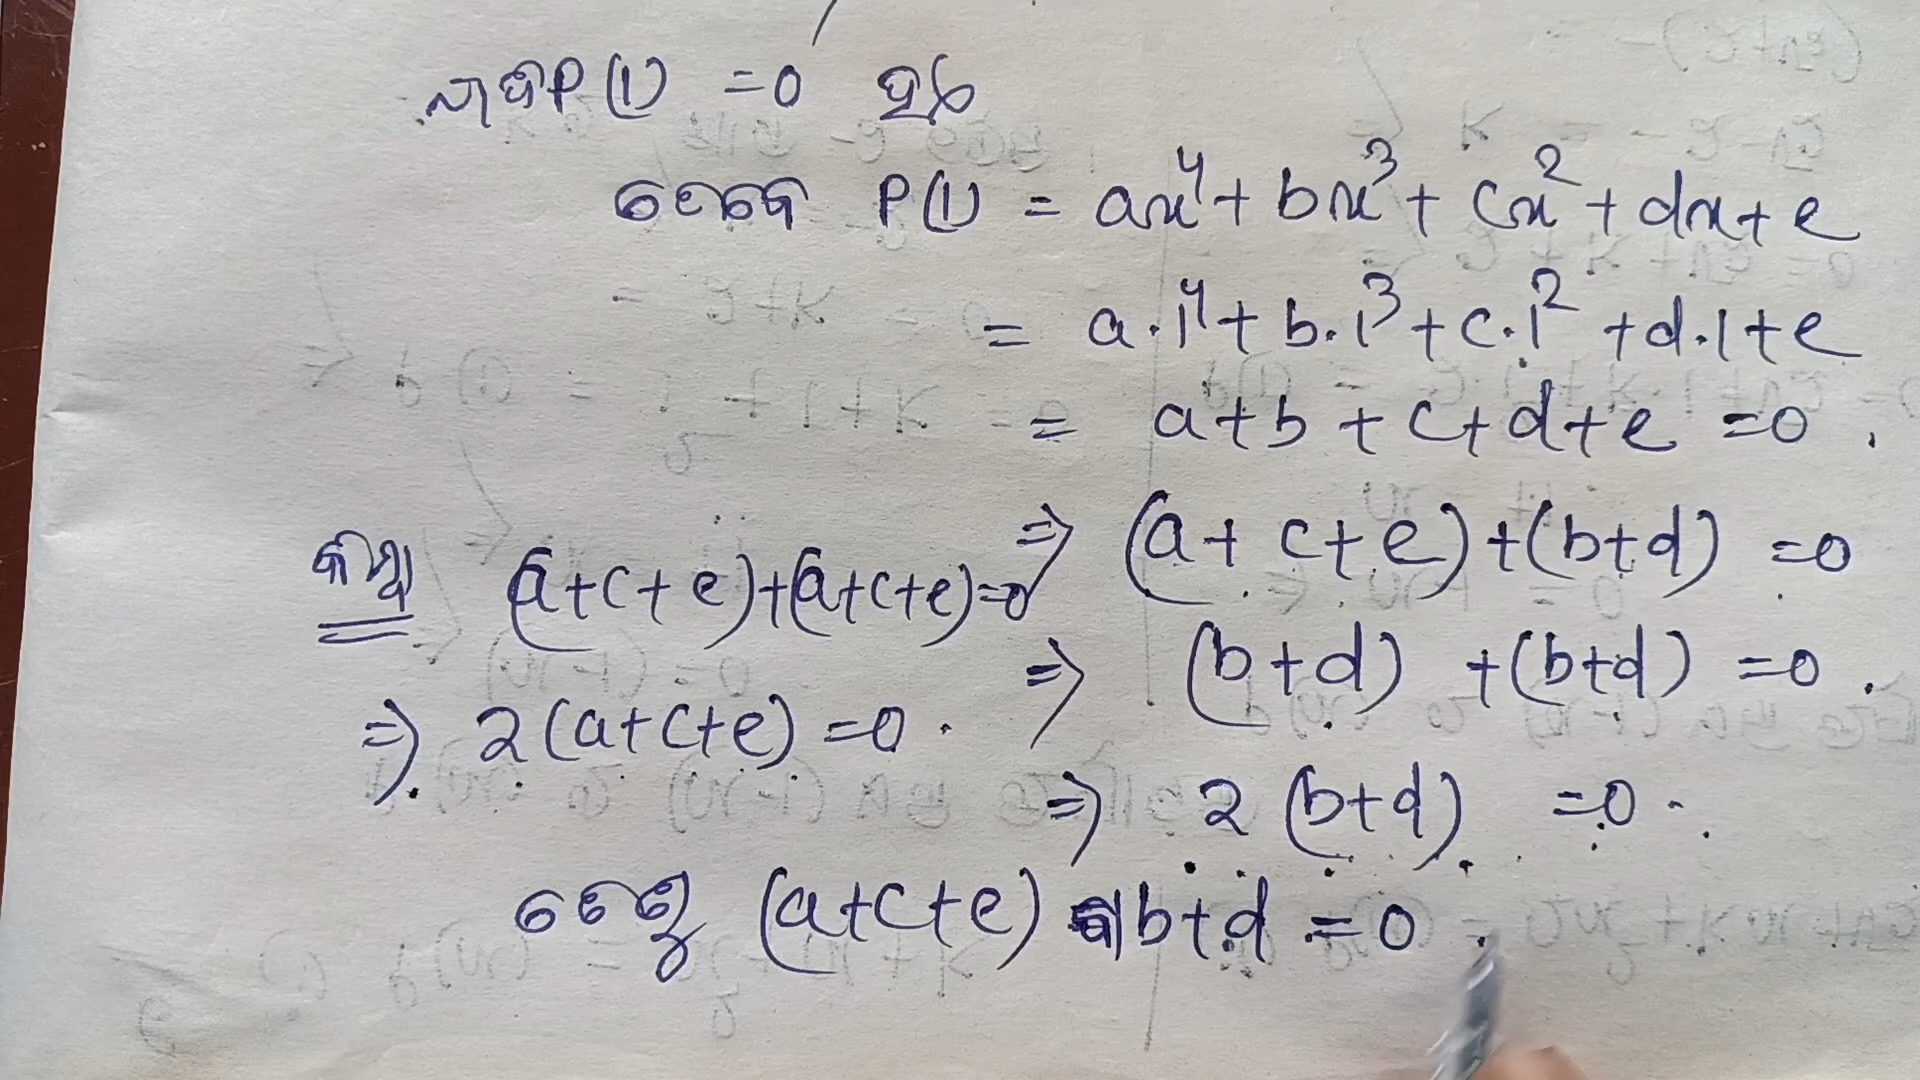 ଯଦି P(1) = 0 ହୁଏ
ତେବେ P(1) = ax⁴ + bx³ + cx² + dx + e
= a·1⁴ + b·1³ + c·1² + d·1 + e
= a + b + c + d + e = 0.
⇒ (a + c + e) + (b + d) = 0
କିମ୍ବା (a + c + e) + (a + c + e) = 0
⇒ (b + d) + (b + d) = 0.
⇒ 2(a + c + e) = 0.
⇒ 2 (b + d) = 0.
ତେଣୁ (a + c + e) ବା b + d = 0